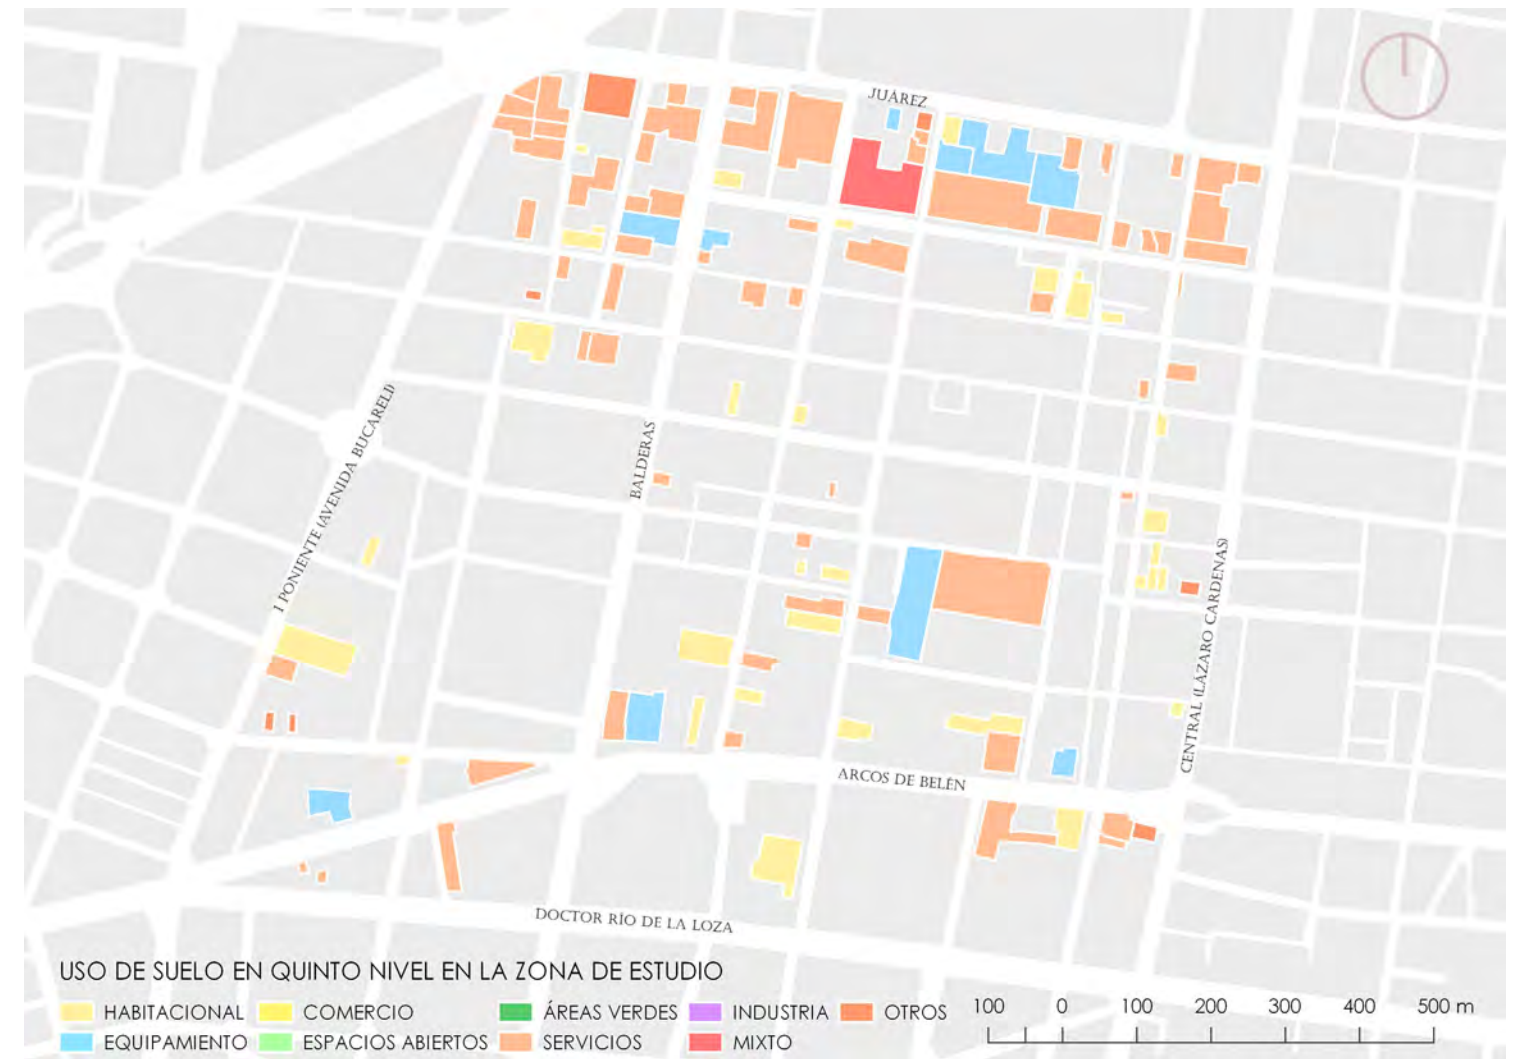 JUÁREZ
BALDERAS
1 PONIENTE (AVENIDA BUCARELI)
CENTRAL (LÁZARO CARDENAS)
ARCOS DE BELÉN
DOCTOR RÍO DE LA LOZA
USO DE SUELO EN QUINTO NIVEL EN LA ZONA DE ESTUDIO
HABITACIONAL COMERCIO ÁREAS VERDES INDUSTRIA OTROS
EQUIPAMIENTO ESPACIOS ABIERTOS SERVICIOS MIXTO
100 0 100 200 300 400 500 m